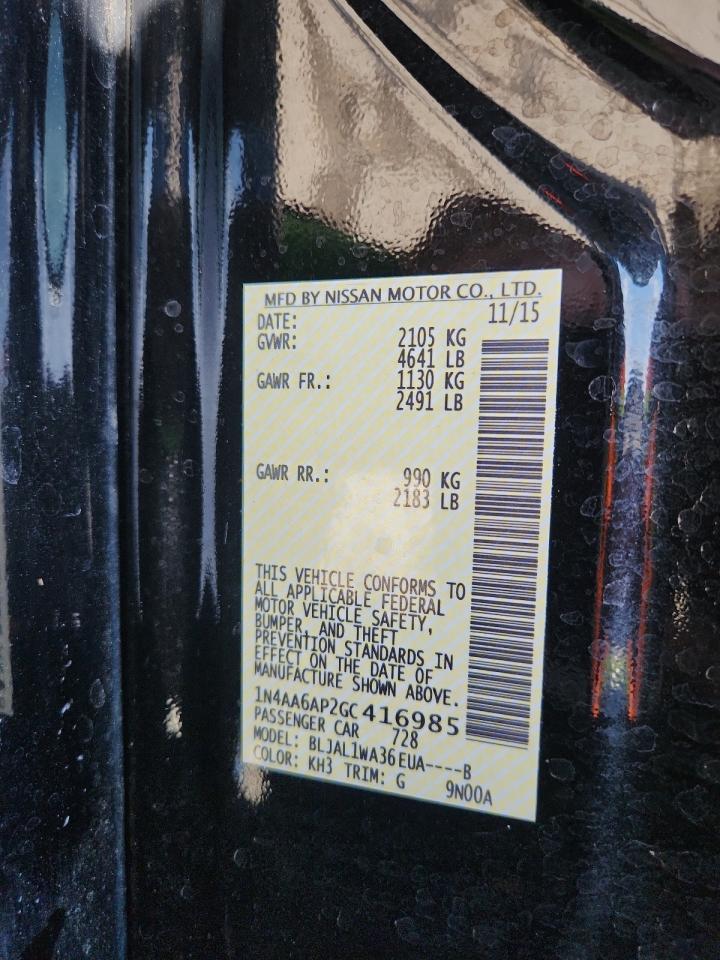 MFD BY NISSAN MOTOR CO., LTD.
DATE: 11/15
GVWR: 2105 KG
4641 LB
GAWR FR.: 1130 KG
2491 LB
GAWR RR.: 990 KG
2183 LB
THIS VEHICLE CONFORMS TO
ALL APPLICABLE FEDERAL
MOTOR VEHICLE SAFETY,
BUMPER, AND THEFT
PREVENTION STANDARDS IN
EFFECT ON THE DATE OF
MANUFACTURE SHOWN ABOVE.
1N4AA6AP2GC416985
PASSENGER CAR 728
MODEL: BLJAL1WA36EUA----B
COLOR: KH3 TRIM: G 9N00A